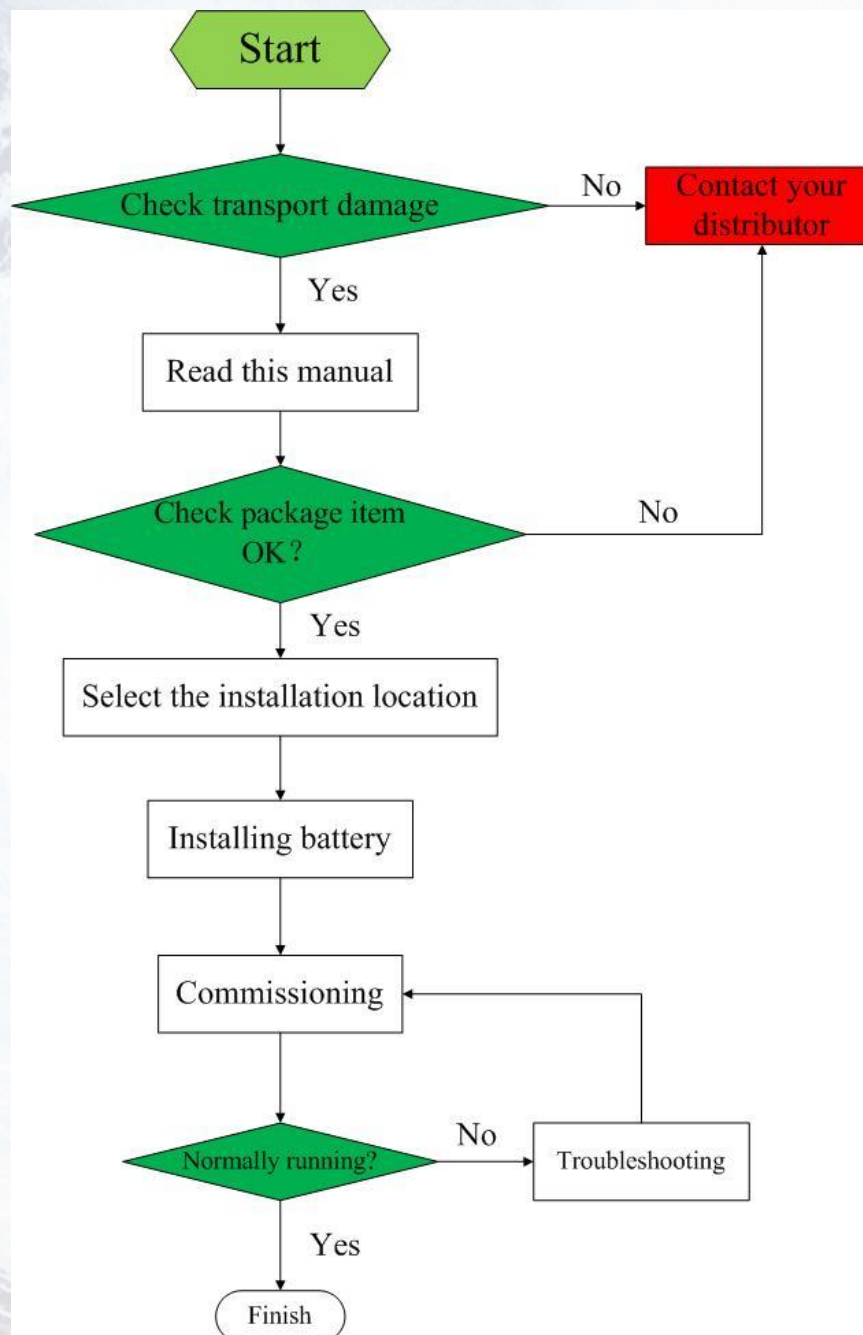 Start
Check transport damage
No
Contact your
distributor
Yes
Read this manual
Check package item
OK？
No
Yes
Select the installation location
Installing battery
Commissioning
Normally running?
No
Troubleshooting
Yes
Finish